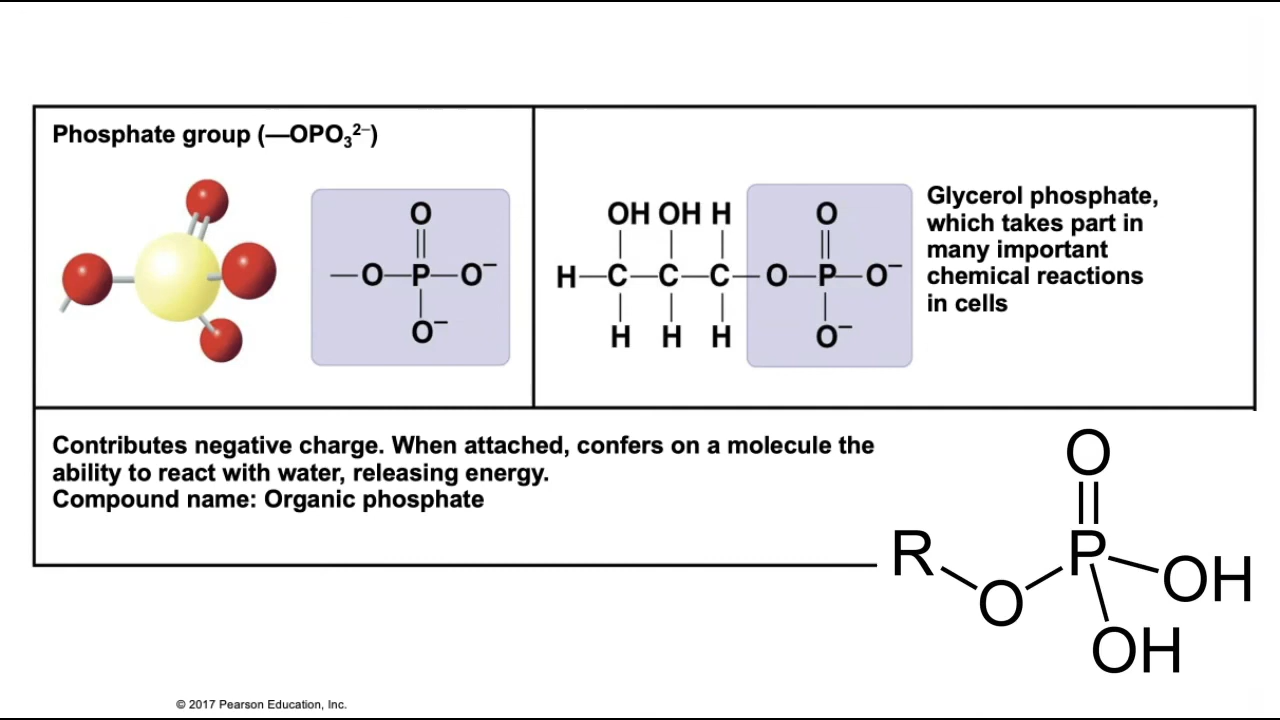 Phosphate group (—OPO₃²⁻)
O
—O—P—O⁻
O⁻
OH OH H O
H—C—C—C—O—P—O⁻
H H H O⁻
Glycerol phosphate,
which takes part in
many important
chemical reactions
in cells
Contributes negative charge. When attached, confers on a molecule the
ability to react with water, releasing energy.
Compound name: Organic phosphate
O
R P
O OH
OH
© 2017 Pearson Education, Inc.